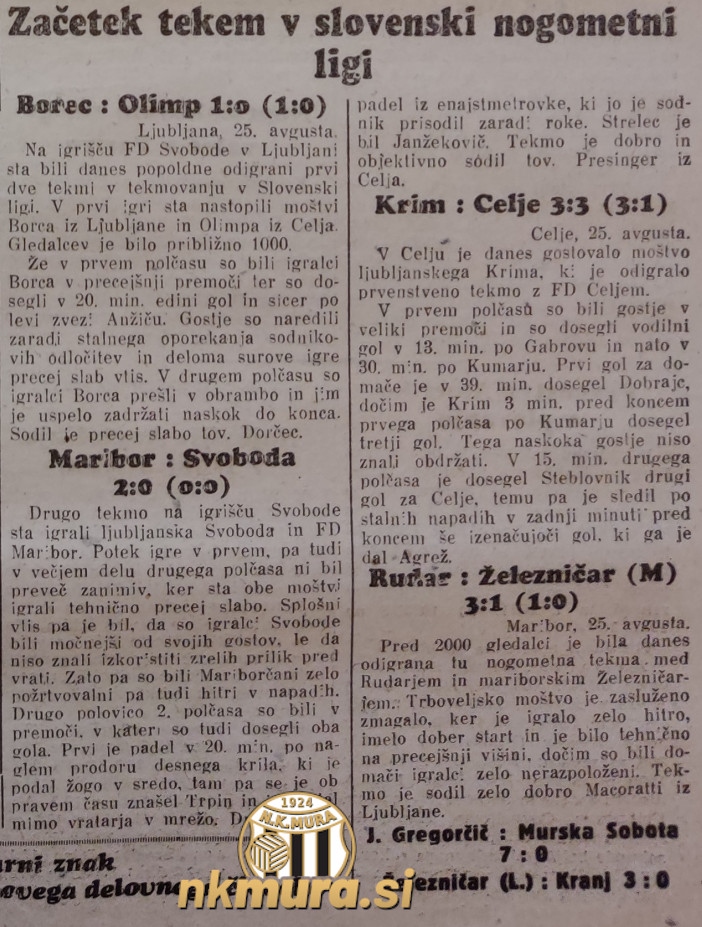 Začetek tekem v slovenski nogometni
ligi
Borec : Olimp 1:0 (1:0)
Ljubljana, 25. avgusta.
Na igrišču FD Svobode v Ljubljani
sta bili danes popoldne odigrani prvi
dve tekmi v tekmovanju v Slovenski
ligi. V prvi igri sta nastopili moštvi
Borca iz Ljubljane in Olimpa iz Celja.
Gledalcev je bilo približno 1000.
Že v prvem polčasu so bili igralci
Borca v precejšnji premoči ter so do-
segli v 20. min. edini gol in sicer po
levi zvezi Anžiču. Gostje so naredili
zaradi stalnega oporekanja sodniko-
vih odločitev in deloma surove igre
precej slab vtis. V drugem polčasu so
igralci Borca prešli v obrambo in jim
je uspelo zadržati naskok do konca.
Sodil je precej slabo tov. Dorčec.
Maribor : Svoboda
2:0 (0:0)
Drugo tekmo na igrišču Svobode
sta igrali ljubljanska Svoboda in FD
Maribor. Potek igre v prvem, pa tudi
v večjem delu drugega polčasa ni bil
preveč zanimiv, ker sta obe moštvi
igrali tehnično precej slabo. Splošni
vtis pa je bil, da so igralci Svobode
bili močnejši od svojih gostov, le da
niso znali izkoristiti zrelih prilik pred
vrati. Zato pa so bili Mariborčani zelo
požrtvovalni pa tudi hitri v napadih.
Drugo polovico 2. polčasa so bili v
premoči, v kateri so tudi dosegli oba
gola. Prvi je padel v 20. min. po na-
glem prodoru desnega krila, ki je
podal žogo v sredo, tam pa se je ob
pravem času znašel Trpin in
mimo vratarja v mrežo.
padel iz enajstmetrovke, ki jo je sod-
nik prisodil zaradi roke. Strelec je
bil Janžekovič. Tekmo je dobro in
objektivno sodil tov. Presinger iz
Celja.
Krim : Celje 3:3 (3:1)
Celje, 25. avgusta.
V Celju je danes gostovalo moštvo
ljubljanskega Krima, ki je odigralo
prvenstveno tekmo z FD Celjem.
V prvem polčasu so bili gostje v
veliki premoči in so dosegli vodilni
gol v 13. min. po Gabrovu in nato v
30. min. po Kumarju. Prvi gol za do-
mače je v 39. min. dosegel Dobrajc,
dočim je Krim 3 min. pred koncem
prvega polčasa po Kumarju dosegel
tretji gol. Tega naskoka gostje niso
znali obdržati. V 15. min. drugega
polčasa je dosegel Steblovnik drugi
gol za Celje, temu pa je sledil po
stalnih napadih v zadnji minuti pred
koncem še izenačujoči gol, ki ga je
dal Agrež.
Rudar : Železničar (M)
3:1 (1:0)
Maribor, 25. avgusta.
Pred 2000 gledalci je bila danes
odigrana tu nogometna tekma med
Rudarjem in mariborskim Železničar-
jem. Trboveljsko moštvo je zasluženo
zmagalo, ker je igralo zelo hitro,
imelo dober start in je bilo tehnično
na precejšnji višini, dočim so bili do-
mači igralci zelo nerazpoloženi. Tek-
mo je sodil zelo dobro Macoratti iz
Ljubljane.
J. Gregorčič : Murska Sobota
7 : 0
Železničar (L.) : Kranj 3 : 0
znak
delovnega
1924
N.K. MURA
nkmura.si